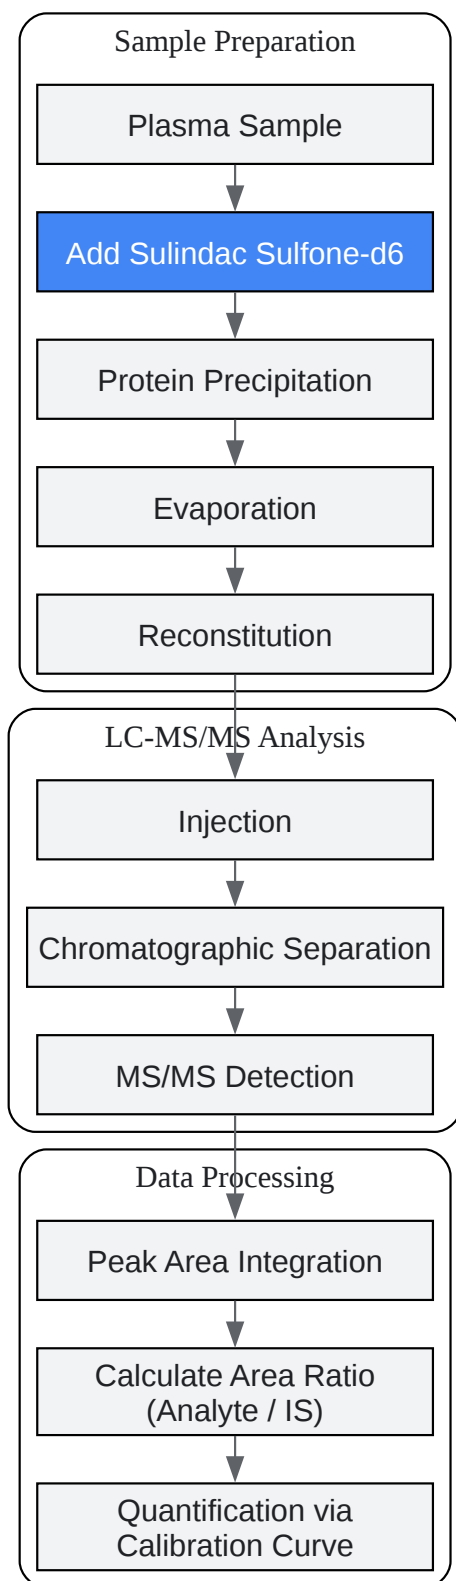 Sample Preparation
Plasma Sample
Add Sulindac Sulfone-d6
Protein Precipitation
Evaporation
Reconstitution
LC-MS/MS Analysis
Injection
Chromatographic Separation
MS/MS Detection
Data Processing
Peak Area Integration
Calculate Area Ratio
(Analyte / IS)
Quantification via
Calibration Curve